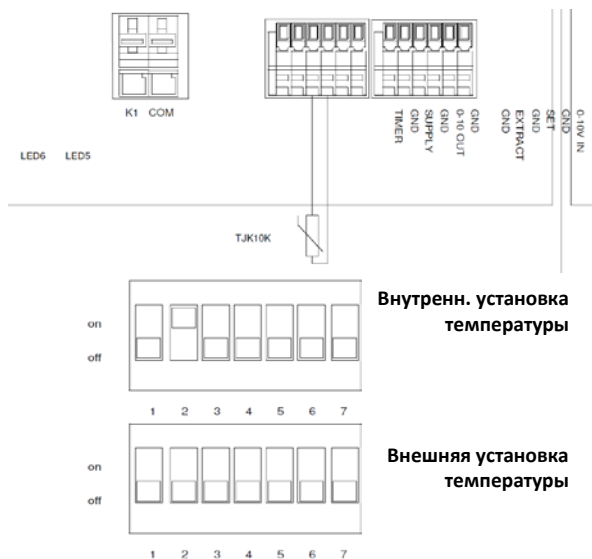 K1 COM
TIMER
GND
SUPPLY
GND
0-10 OUT
GND
GND
EXTRACT
GND
SET
GND
0-10V IN
LED6 LED5
TJK10K
Внутренн. установка
температуры
on
off
1 2 3 4 5 6 7
Внешняя установка
температуры
on
off
1 2 3 4 5 6 7